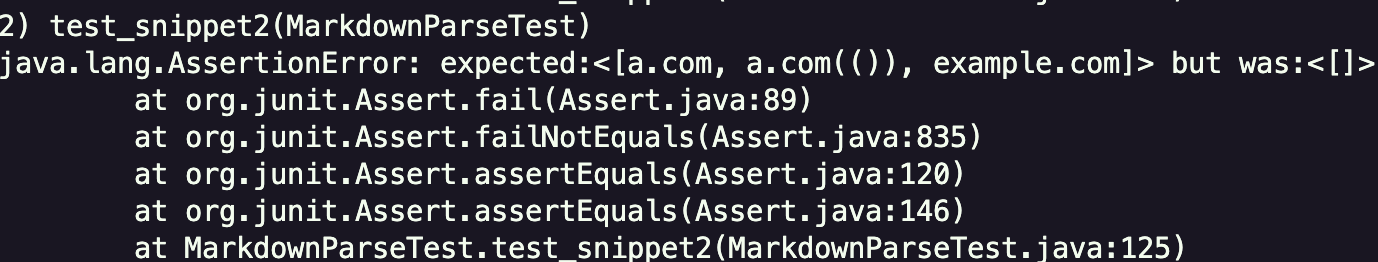 2) test_snippet2(MarkdownParseTest)
java.lang.AssertionError: expected:<[a.com, a.com(()), example.com]> but was:<[]>
at org.junit.Assert.fail(Assert.java:89)
at org.junit.Assert.failNotEquals(Assert.java:835)
at org.junit.Assert.assertEquals(Assert.java:120)
at org.junit.Assert.assertEquals(Assert.java:146)
at MarkdownParseTest.test_snippet2(MarkdownParseTest.java:125)